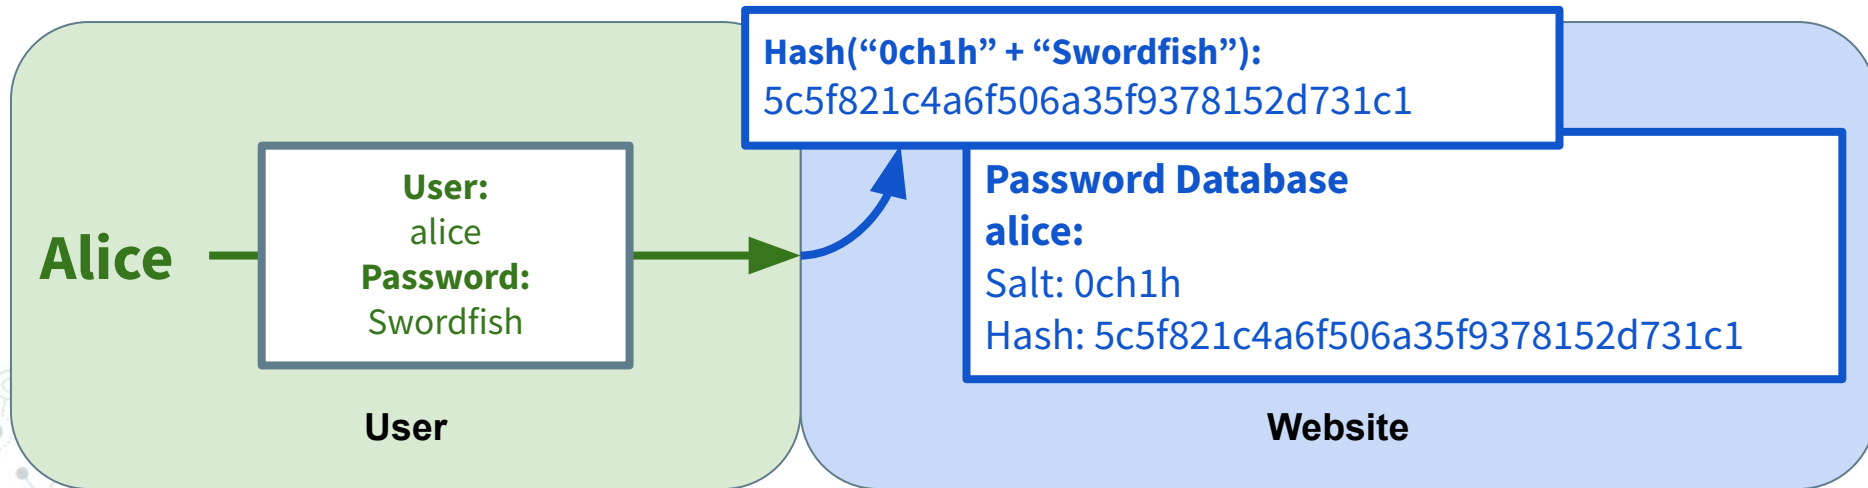 Alice
User:
alice
Password:
Swordfish
User
Hash(“0ch1h” + “Swordfish”):
5c5f821c4a6f506a35f9378152d731c1
Password Database
alice:
Salt: 0ch1h
Hash: 5c5f821c4a6f506a35f9378152d731c1
Website